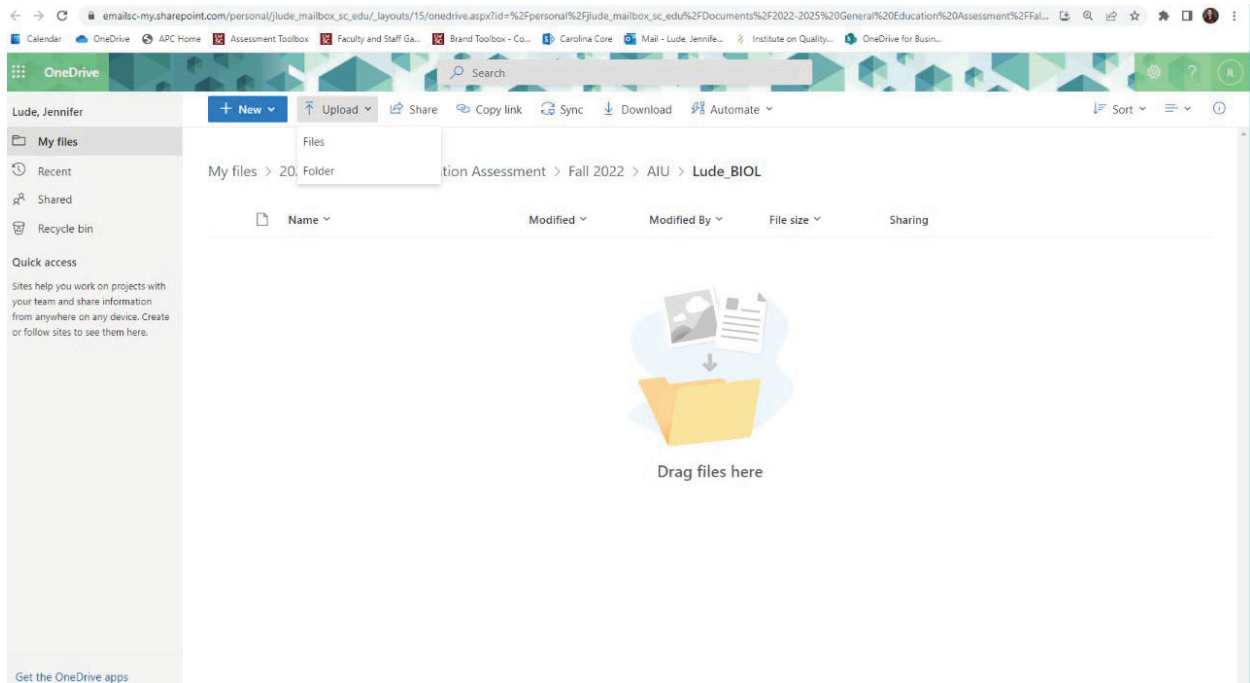 emailsc-my.sharepoint.com/personal/jlude_mailbox_sc_edu/_layouts/15/onedrive.aspx?id=%2Fpersonal%2Fjlude_mailbox_sc_edu%2FDocuments%2F2022-2025%20General%20Education%20Assessment%2FFal...
Calendar OneDrive APC Home Assessment Toolbox Faculty and Staff Ga... Brand Toolbox - Co... Carolina Core Mail - Lude, Jennife... Institute on Quality... OneDrive for Busin...
OneDrive Search ? JL
Lude, Jennifer + New Upload Share Copy link Sync Download Automate Sort
My files Files
Recent My files > 20 Folder tion Assessment > Fall 2022 > AIU > Lude_BIOL
Shared
Name Modified Modified By File size Sharing
Recycle bin
Quick access
Sites help you work on projects with
your team and share information
from anywhere on any device. Create
or follow sites to see them here.
Drag files here
Get the OneDrive apps